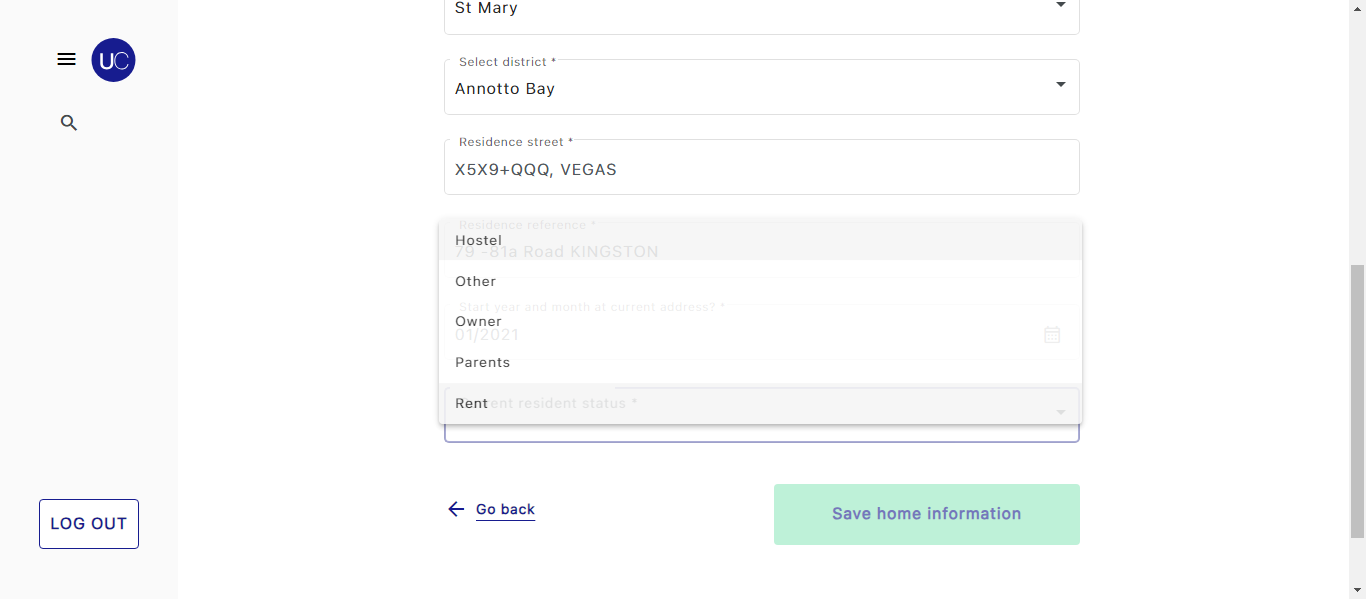 St Mary
UC
Select district *
Annotto Bay
Residence street *
X5X9+QQQ, VEGAS
Residence reference *
Hostel
79 -81a Road KINGSTON
Other
Start year and month at current address? *
Owner
01/2021
Parents
Rent
resident status *
Go back
Save home information
LOG OUT